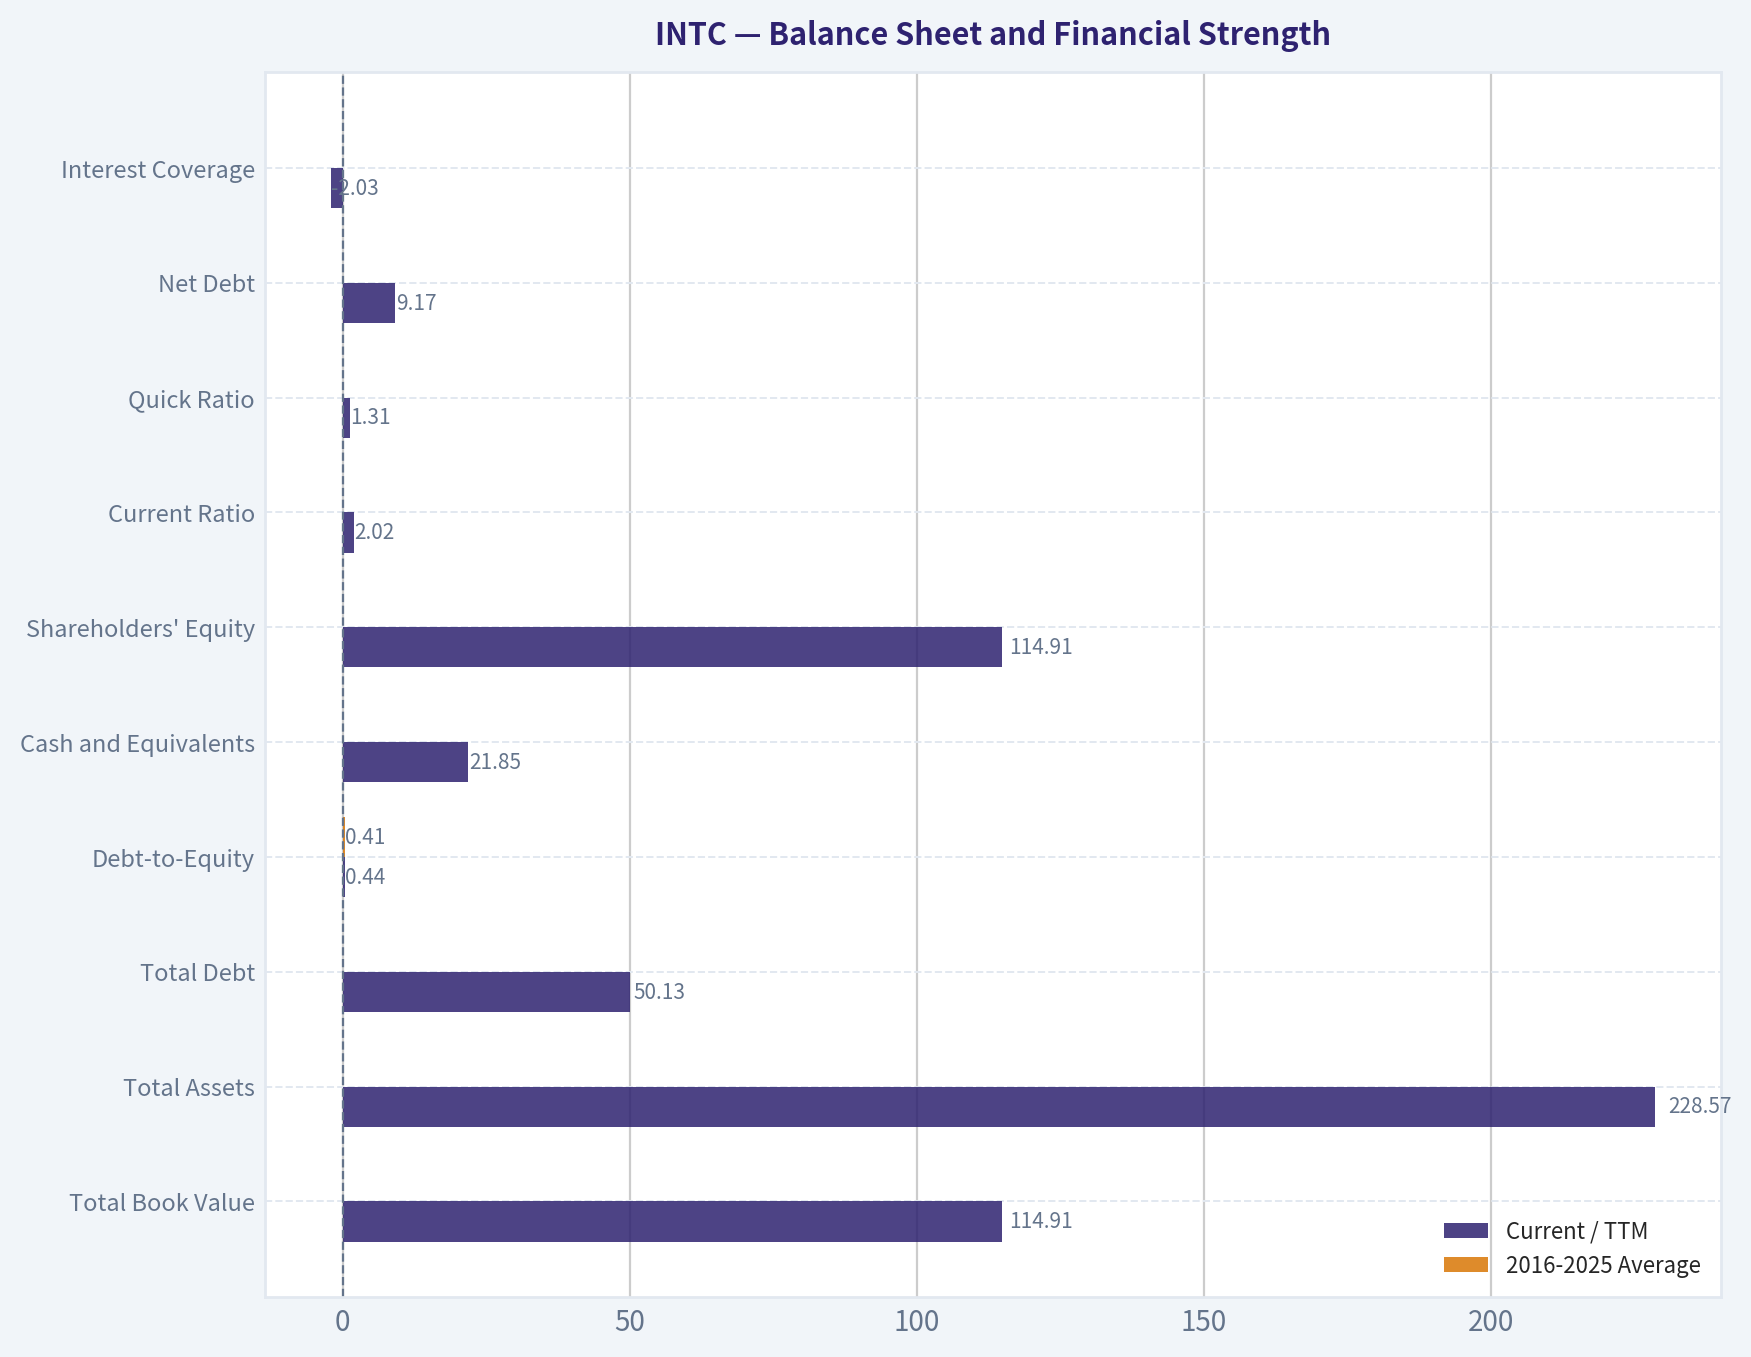 INTC — Balance Sheet and Financial Strength
Interest Coverage
-2.03
Net Debt
9.17
Quick Ratio
1.31
Current Ratio
2.02
Shareholders' Equity
114.91
Cash and Equivalents
21.85
0.41
Debt-to-Equity
0.44
Total Debt
50.13
Total Assets
228.57
Total Book Value
114.91
Current / TTM
2016-2025 Average
0 50 100 150 200